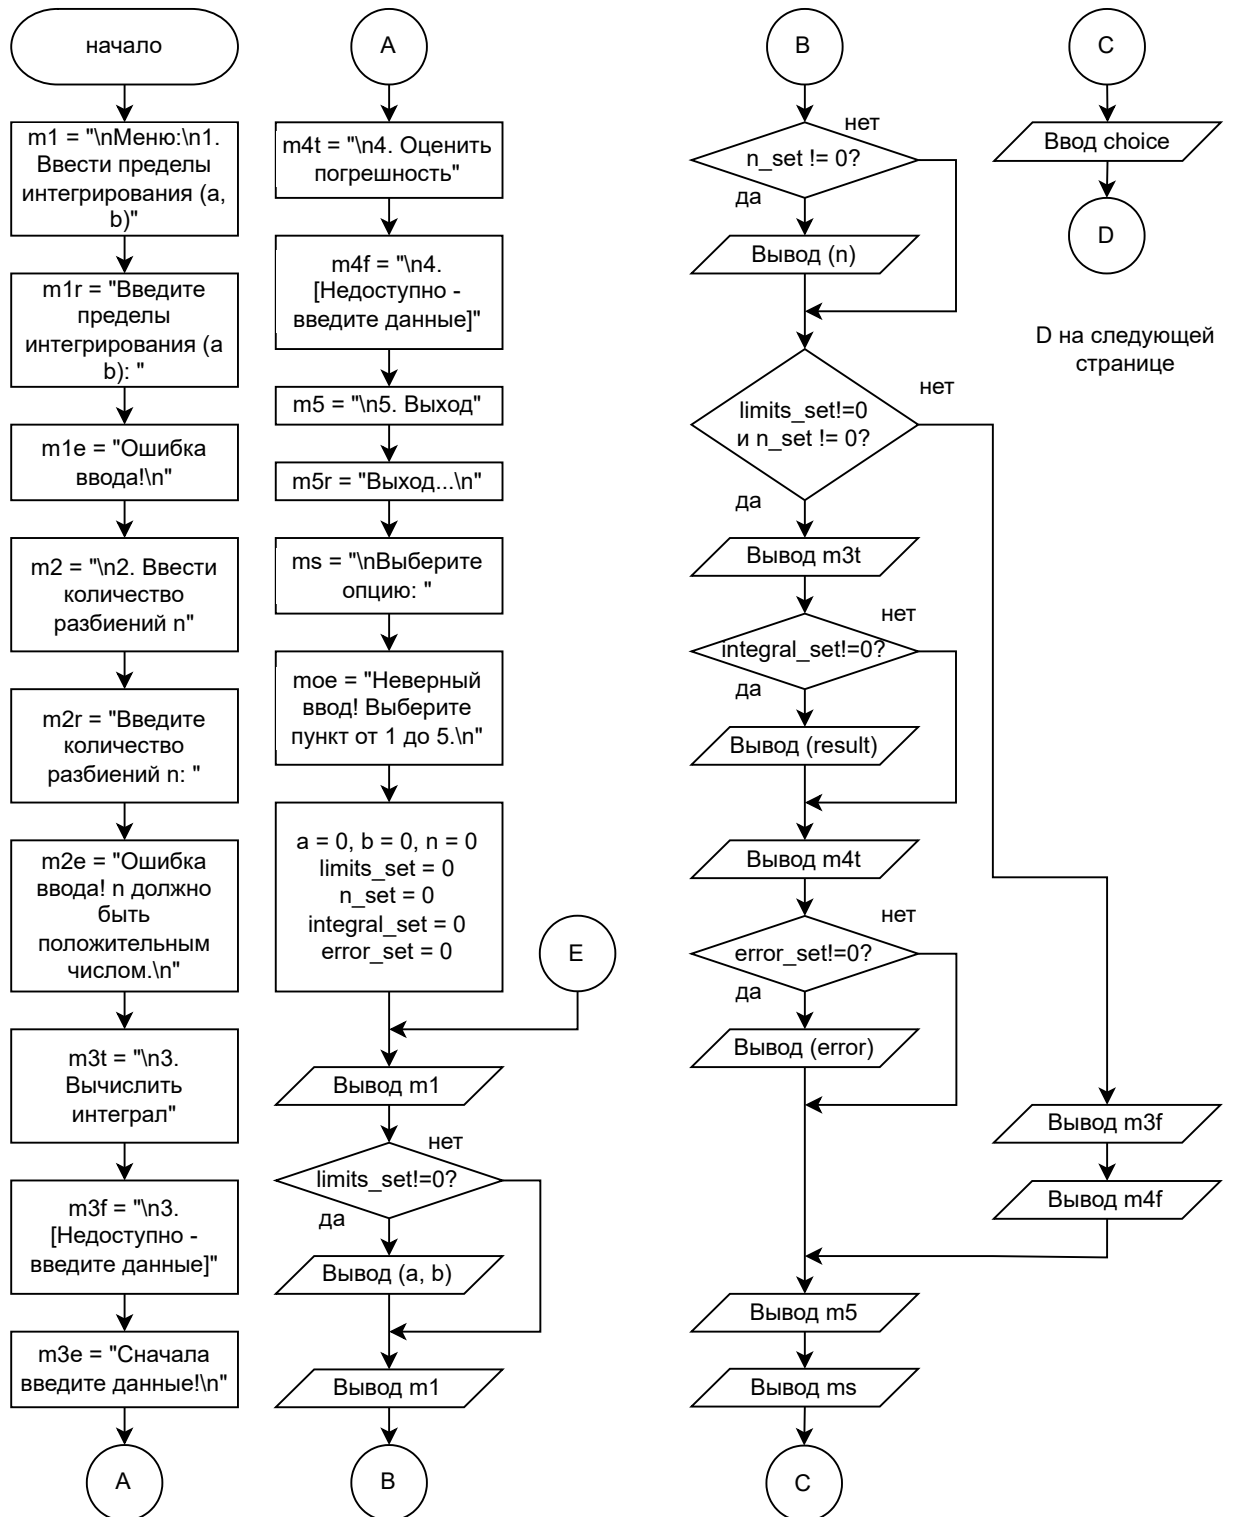 начало
m1 = "\nМеню:\n1.
Ввести пределы
интегрирования (a,
b)"
m1r = "Введите
пределы
интегрирования (a
b): "
m1e = "Ошибка
ввода!\n"
m2 = "\n2. Ввести
количество
разбиений n"
m2r = "Введите
количество
разбиений n: "
m2e = "Ошибка
ввода! n должно
быть
положительным
числом.\n"
m3t = "\n3.
Вычислить
интеграл"
m3f = "\n3.
[Недоступно -
введите данные]"
m3e = "Сначала
введите данные!\n"
A
A
m4t = "\n4. Оценить
погрешность"
m4f = "\n4.
[Недоступно -
введите данные]"
m5 = "\n5. Выход"
m5r = "Выход...\n"
ms = "\nВыберите
опцию: "
moe = "Неверный
ввод! Выберите
пункт от 1 до 5.\n"
a = 0, b = 0, n = 0
limits_set = 0
n_set = 0
integral_set = 0
error_set = 0
E
Вывод m1
нет
limits_set!=0?
да
Вывод (a, b)
Вывод m1
B
B
нет
n_set != 0?
да
Вывод (n)
нет
limits_set!=0
и n_set != 0?
да
Вывод m3t
нет
integral_set!=0?
да
Вывод (result)
Вывод m4t
нет
error_set!=0?
да
Вывод (error)
Вывод m3f
Вывод m4f
Вывод m5
Вывод ms
C
C
Ввод choice
D
D на следующей
странице